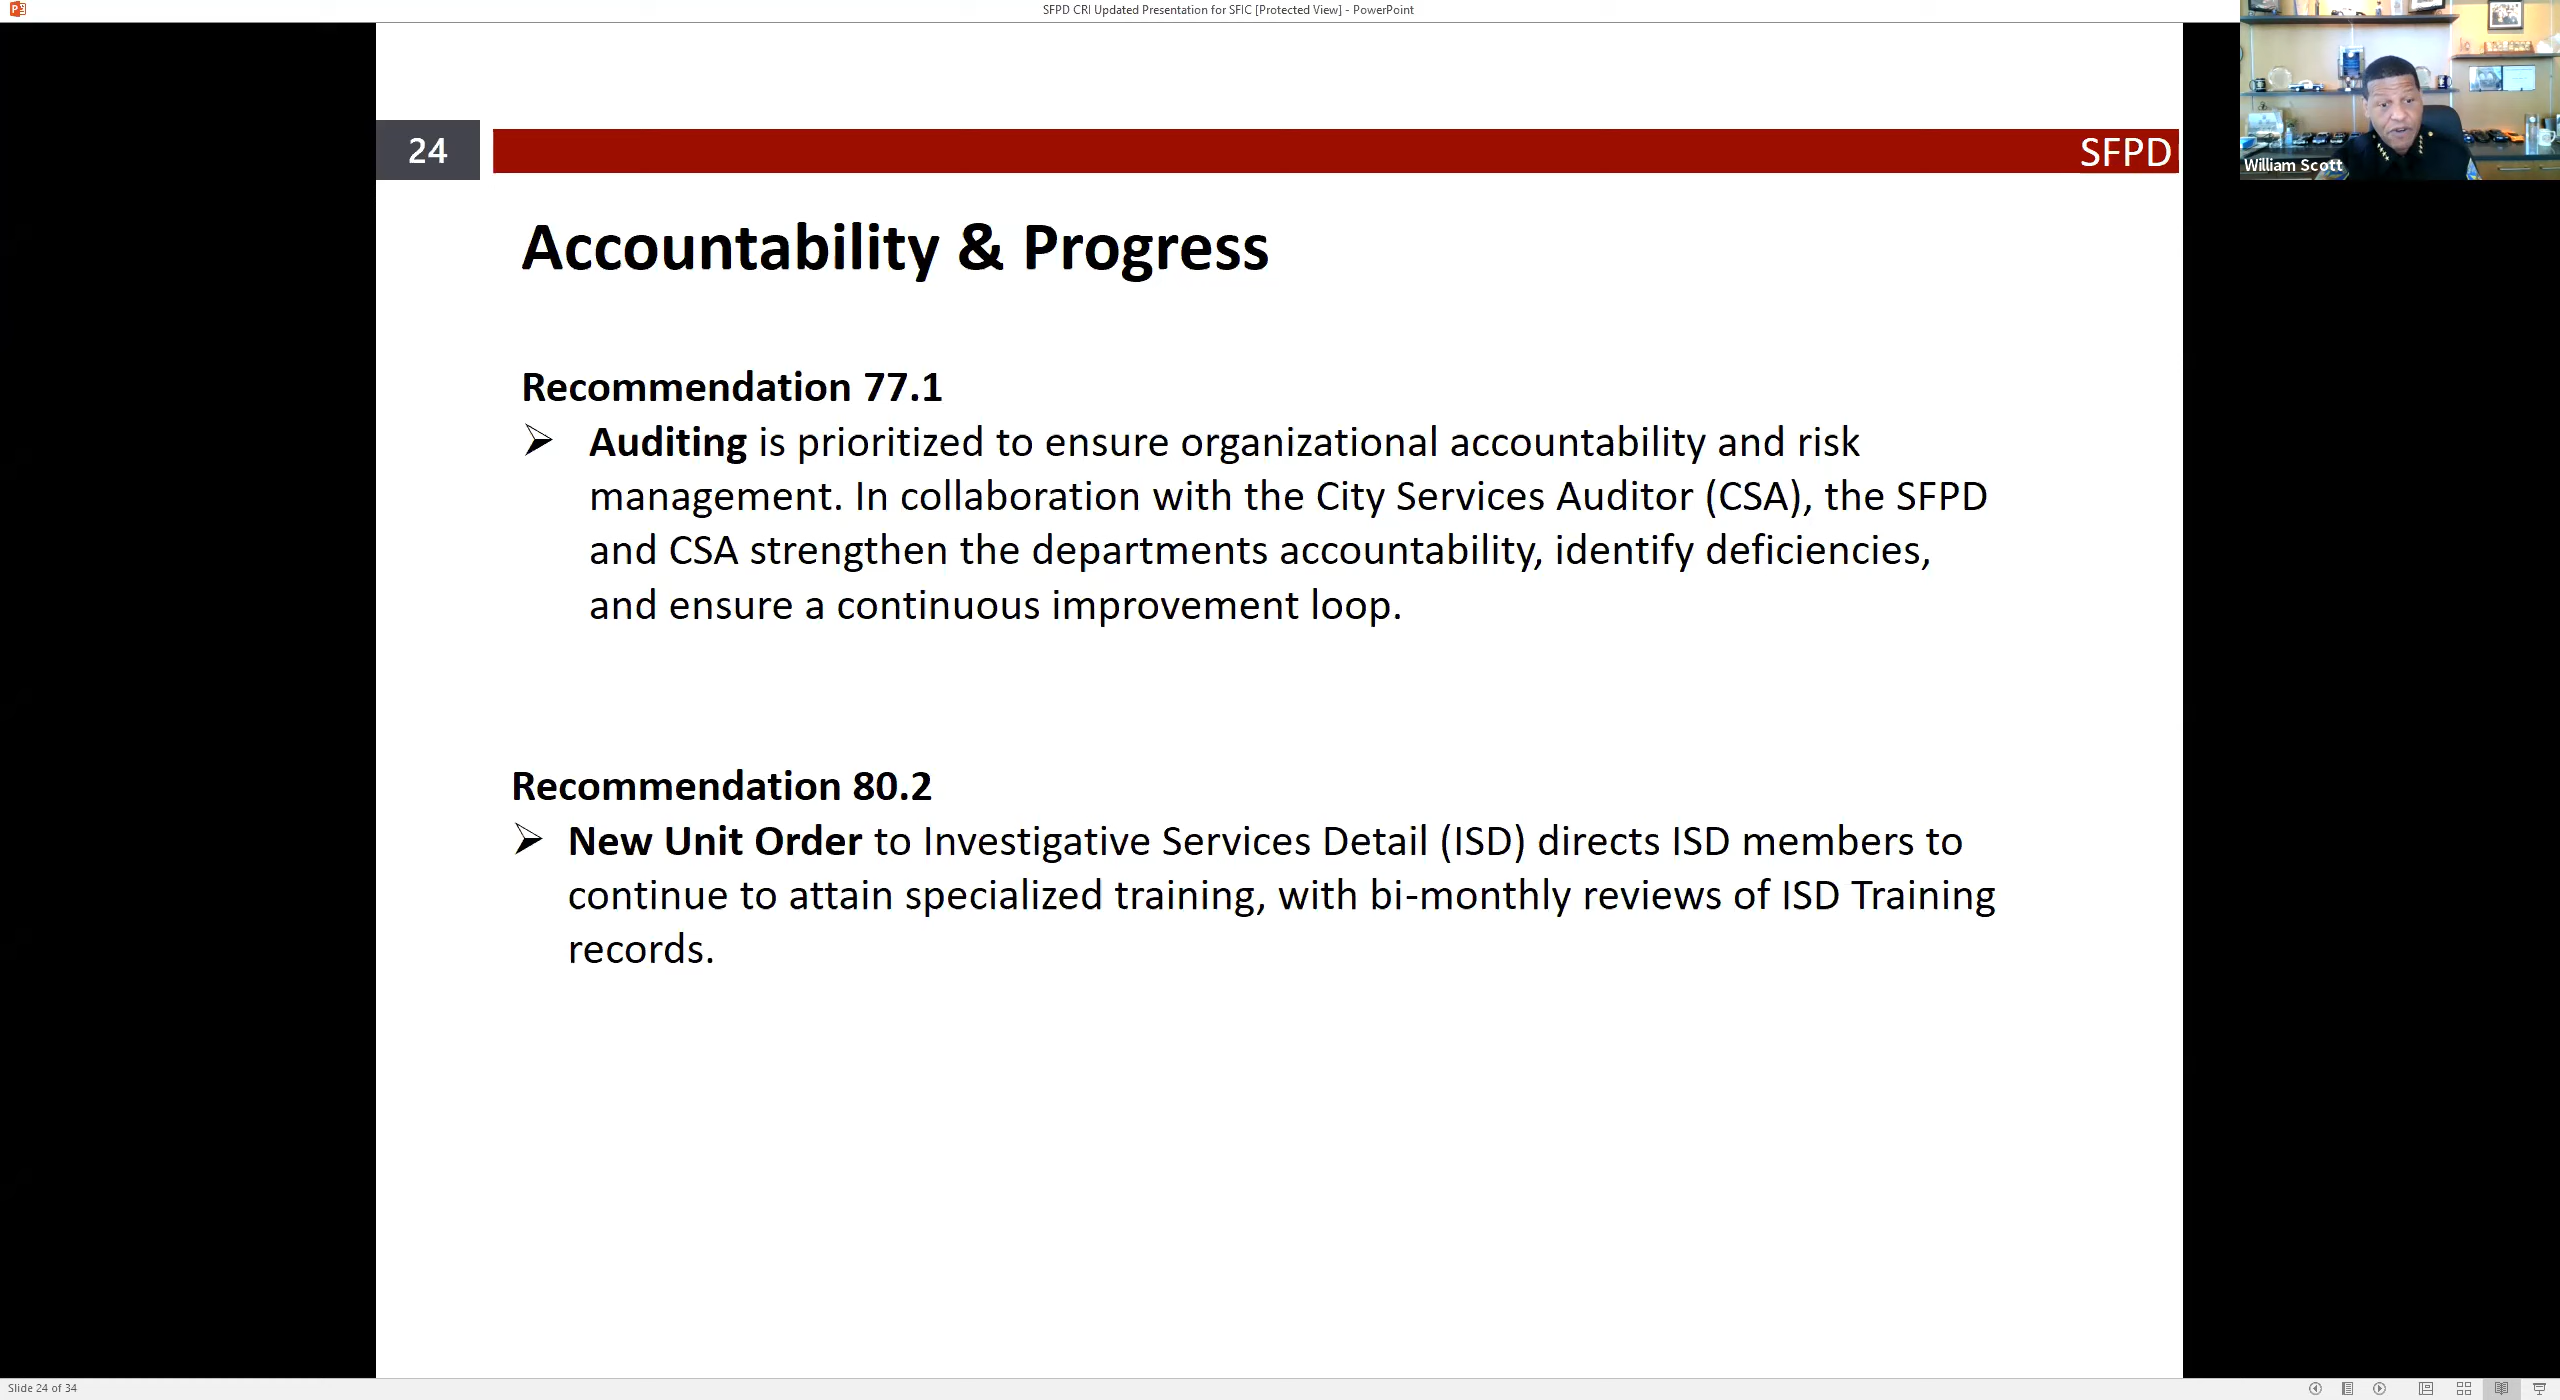 SFPD CRI Updated Presentation for SFIC [Protected View] - PowerPoint
William Scott
24
SFPD
Accountability & Progress
Recommendation 77.1
➢ Auditing is prioritized to ensure organizational accountability and risk
management. In collaboration with the City Services Auditor (CSA), the SFPD
and CSA strengthen the departments accountability, identify deficiencies,
and ensure a continuous improvement loop.
Recommendation 80.2
➢ New Unit Order to Investigative Services Detail (ISD) directs ISD members to
continue to attain specialized training, with bi-monthly reviews of ISD Training
records.
Slide 24 of 34